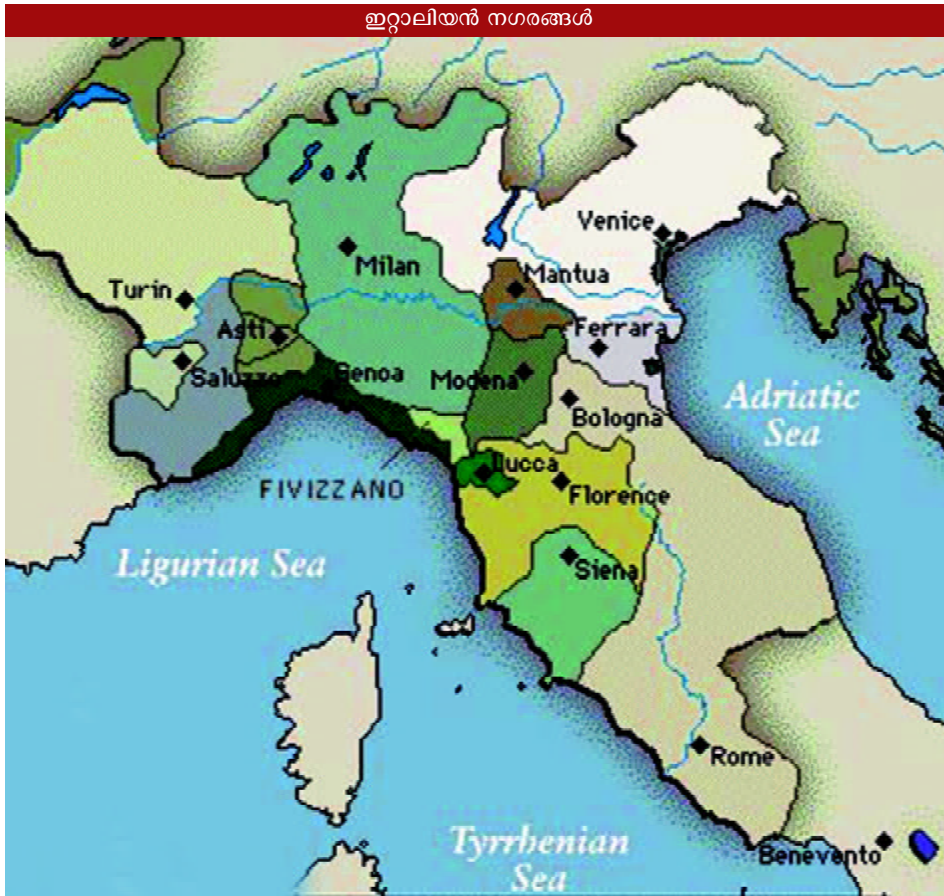 ഇറ്റാലിയൻ നഗരങ്ങൾ
Venice
Milan
Mantua
Turin
Asti
Ferrara
Saluzzo
Genoa
Modena
Adriatic
Sea
Bologna
Lucca
FIVIZZANO
Florence
Ligurian Sea
Siena
Rome
Tyrrhenian
Sea
Benevento